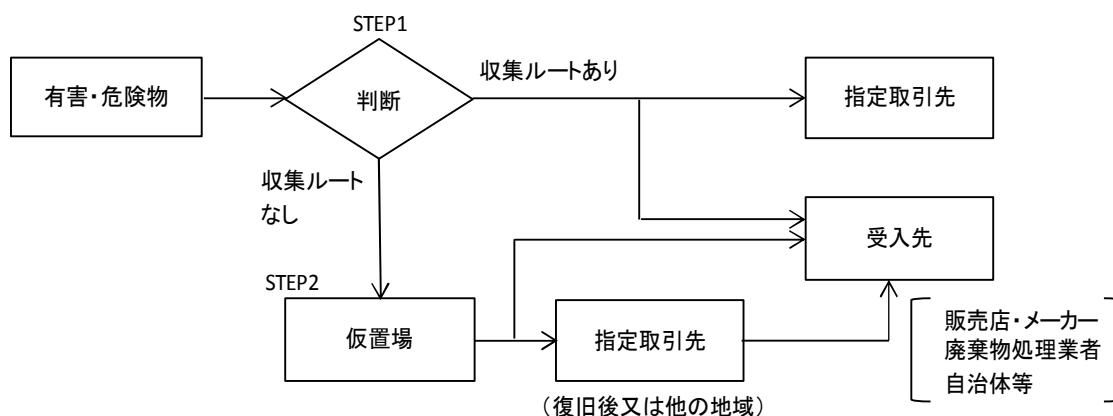 STEP1
有害・危険物
判断
収集ルートあり
指定取引先
収集ルート
なし
受入先
STEP2
仮置場
指定取引先
販売店・メーカー
廃棄物処理業者
自治体等
（復旧後又は他の地域）